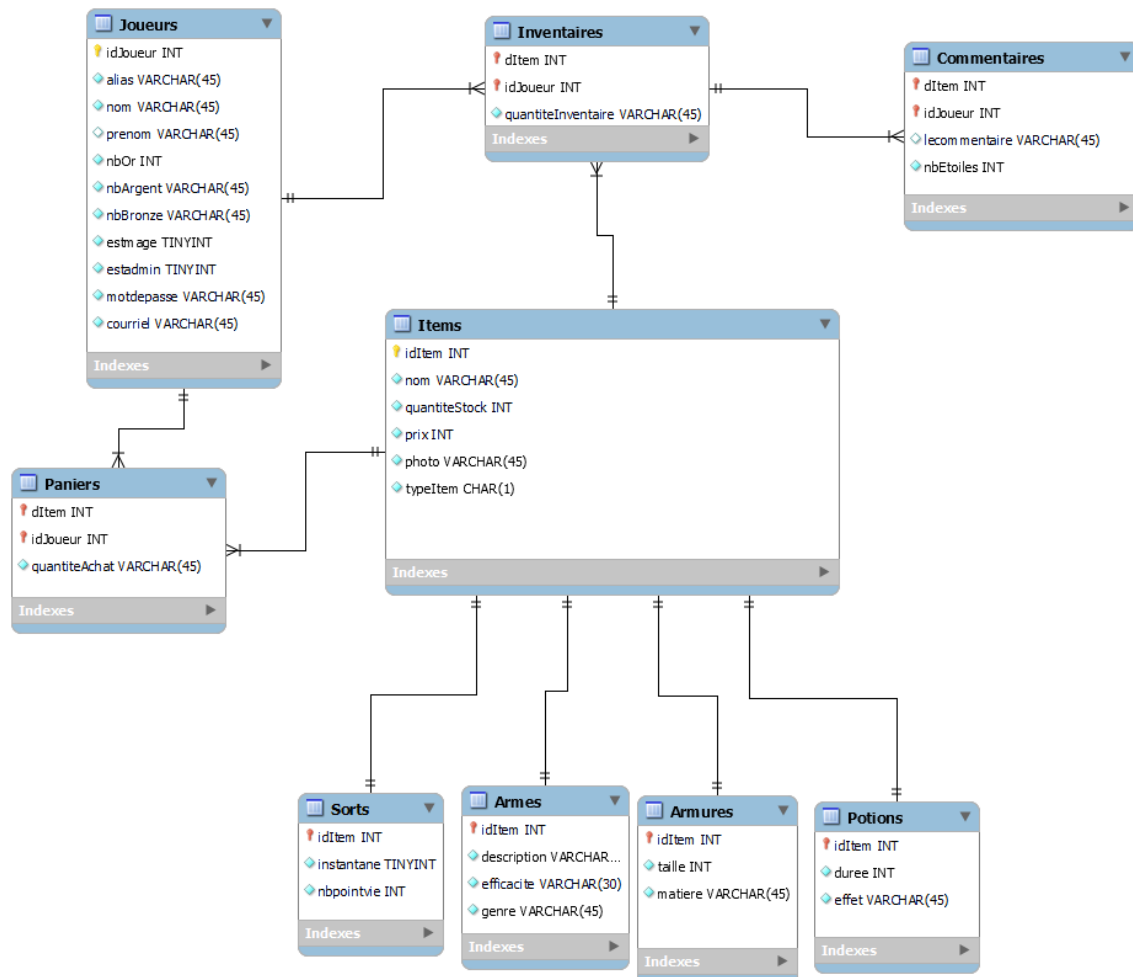 Joueurs
idJoueur INT
alias VARCHAR(45)
nom VARCHAR(45)
prenom VARCHAR(45)
nbOr INT
nbArgent VARCHAR(45)
nbBronze VARCHAR(45)
estmage TINYINT
estadmin TINYINT
motdepasse VARCHAR(45)
courriel VARCHAR(45)
Indexes
Inventaires
dItem INT
idJoueur INT
quantiteInventaire VARCHAR(45)
Indexes
Commentaires
dItem INT
idJoueur INT
lecommentaire VARCHAR(45)
nbEtoiles INT
Indexes
Items
idItem INT
nom VARCHAR(45)
quantiteStock INT
prix INT
photo VARCHAR(45)
typeItem CHAR(1)
Indexes
Paniers
dItem INT
idJoueur INT
quantiteAchat VARCHAR(45)
Indexes
Sorts
idItem INT
instantane TINYINT
nbpointvie INT
Indexes
Armes
idItem INT
description VARCHAR...
efficacite VARCHAR(30)
genre VARCHAR(45)
Indexes
Armures
idItem INT
taille INT
matiere VARCHAR(45)
Indexes
Potions
idItem INT
duree INT
effet VARCHAR(45)
Indexes